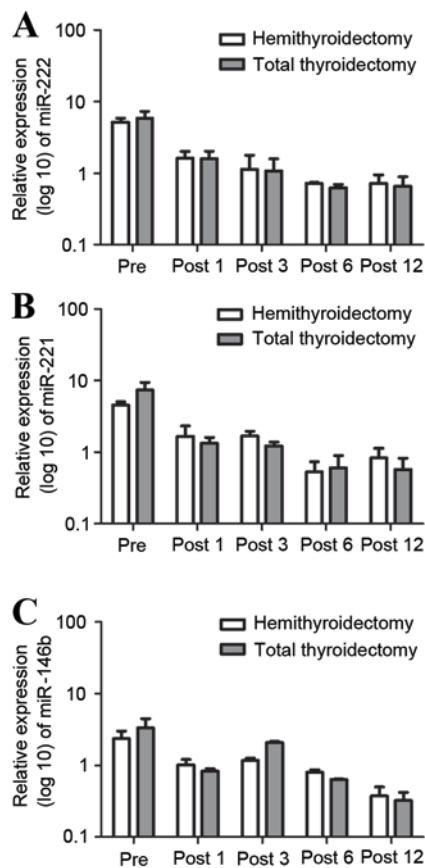 A
Relative expression
(log 10) of miR-222
100
10
1
0.1
Hemithyroidectomy
Total thyroidectomy
Pre Post 1 Post 3 Post 6 Post 12
B
Relative expression
(log 10) of miR-221
100
10
1
0.1
Hemithyroidectomy
Total thyroidectomy
Pre Post 1 Post 3 Post 6 Post 12
C
Relative expression
(log 10) of miR-146b
100
10
1
0.1
Hemithyroidectomy
Total thyroidectomy
Pre Post 1 Post 3 Post 6 Post 12